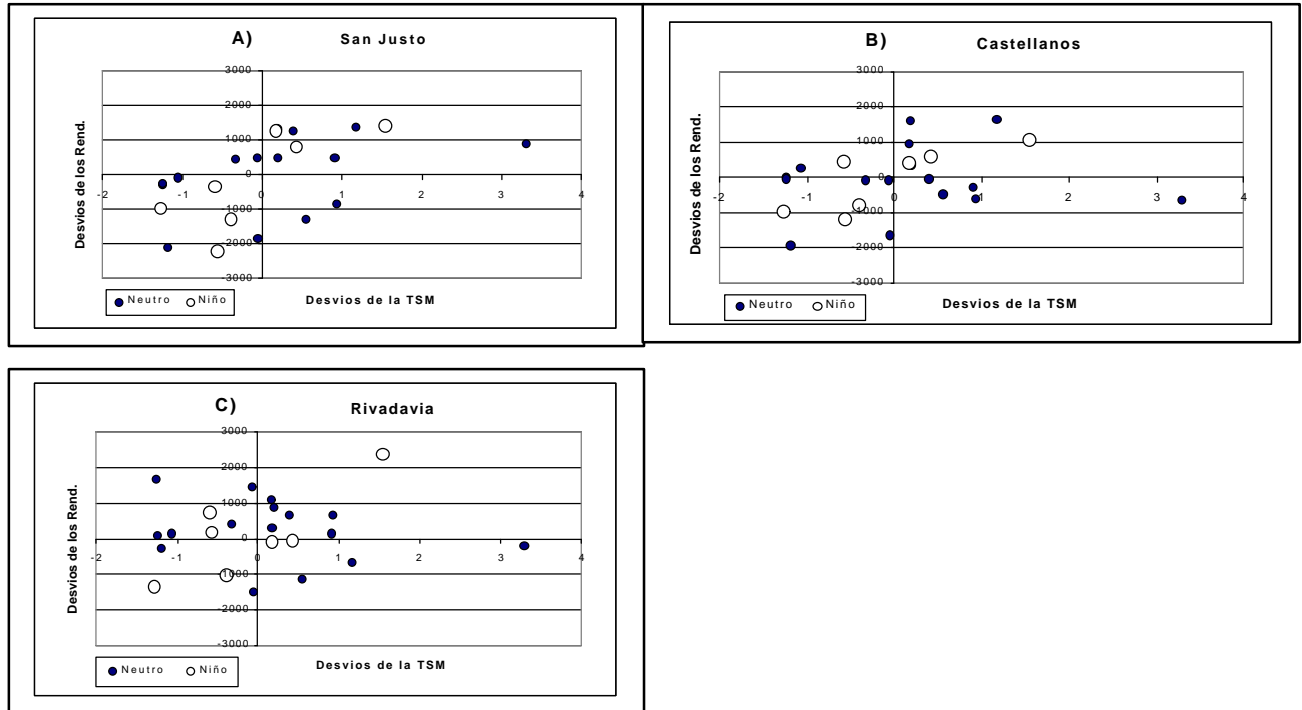 A) San Justo
Desvios de los Rend.
3000
2000
1000
0
-2 -1 0 1 2 3 4
-1000
-2000
-3000
Neutro Niño
Desvios de la TSM
B) Castellanos
Desvios de los Rend.
3000
2000
1000
0
-2 -1 0 1 2 3 4
-1000
-2000
-3000
Neutro Niño
Desvios de la TSM
C) Rivadavia
Desvios de los Rend.
3000
2000
1000
0
-2 -1 0 1 2 3 4
-1000
-2000
-3000
Neutro Niño
Desvios de la TSM